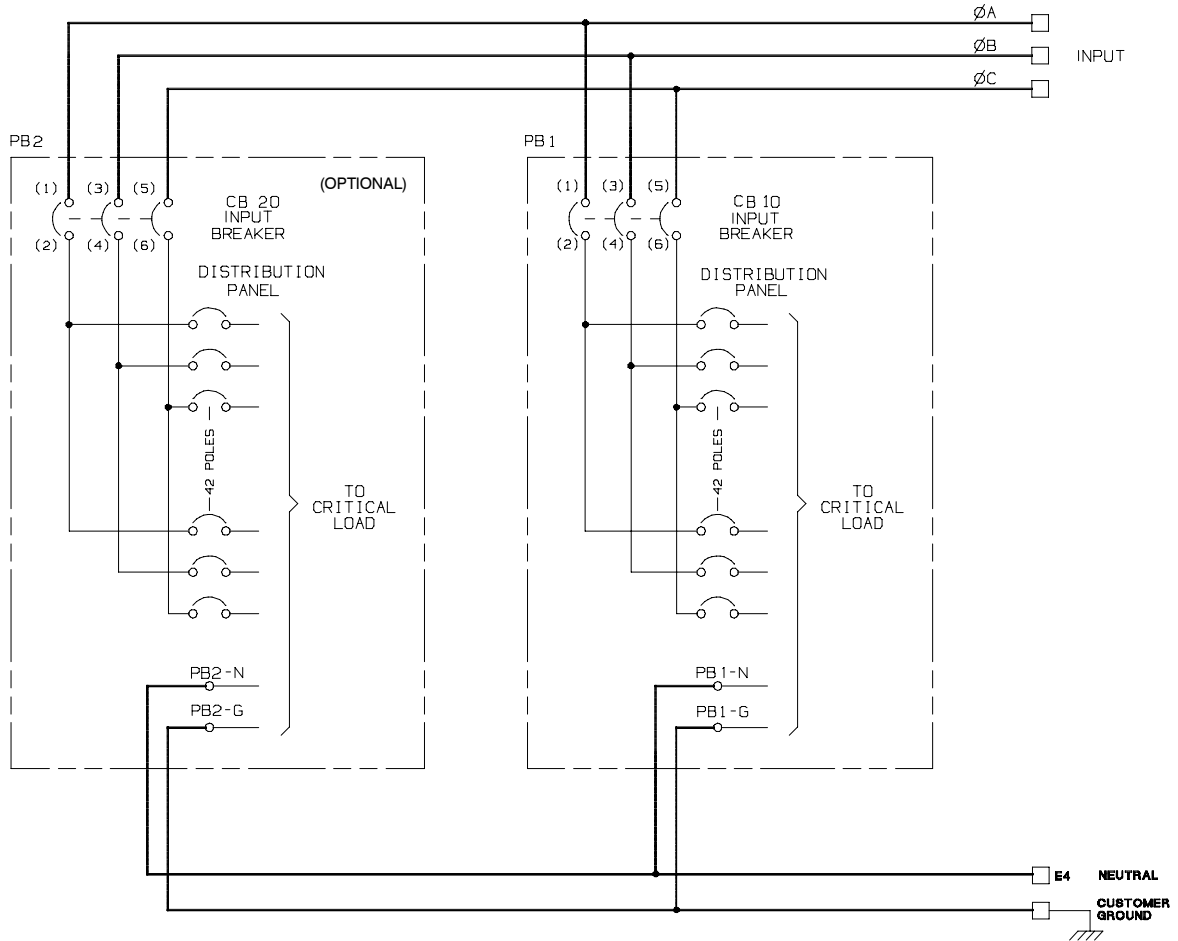 ØA
ØB
INPUT
ØC
PB2
(OPTIONAL)
(1) (3) (5)
CB 20
INPUT
BREAKER
(2) (4) (6)
DISTRIBUTION
PANEL
42 POLES
TO
CRITICAL
LOAD
PB2-N
PB2-G
PB1
(1) (3) (5)
CB 10
INPUT
BREAKER
(2) (4) (6)
DISTRIBUTION
PANEL
42 POLES
TO
CRITICAL
LOAD
PB1-N
PB1-G
E4 NEUTRAL
CUSTOMER
GROUND